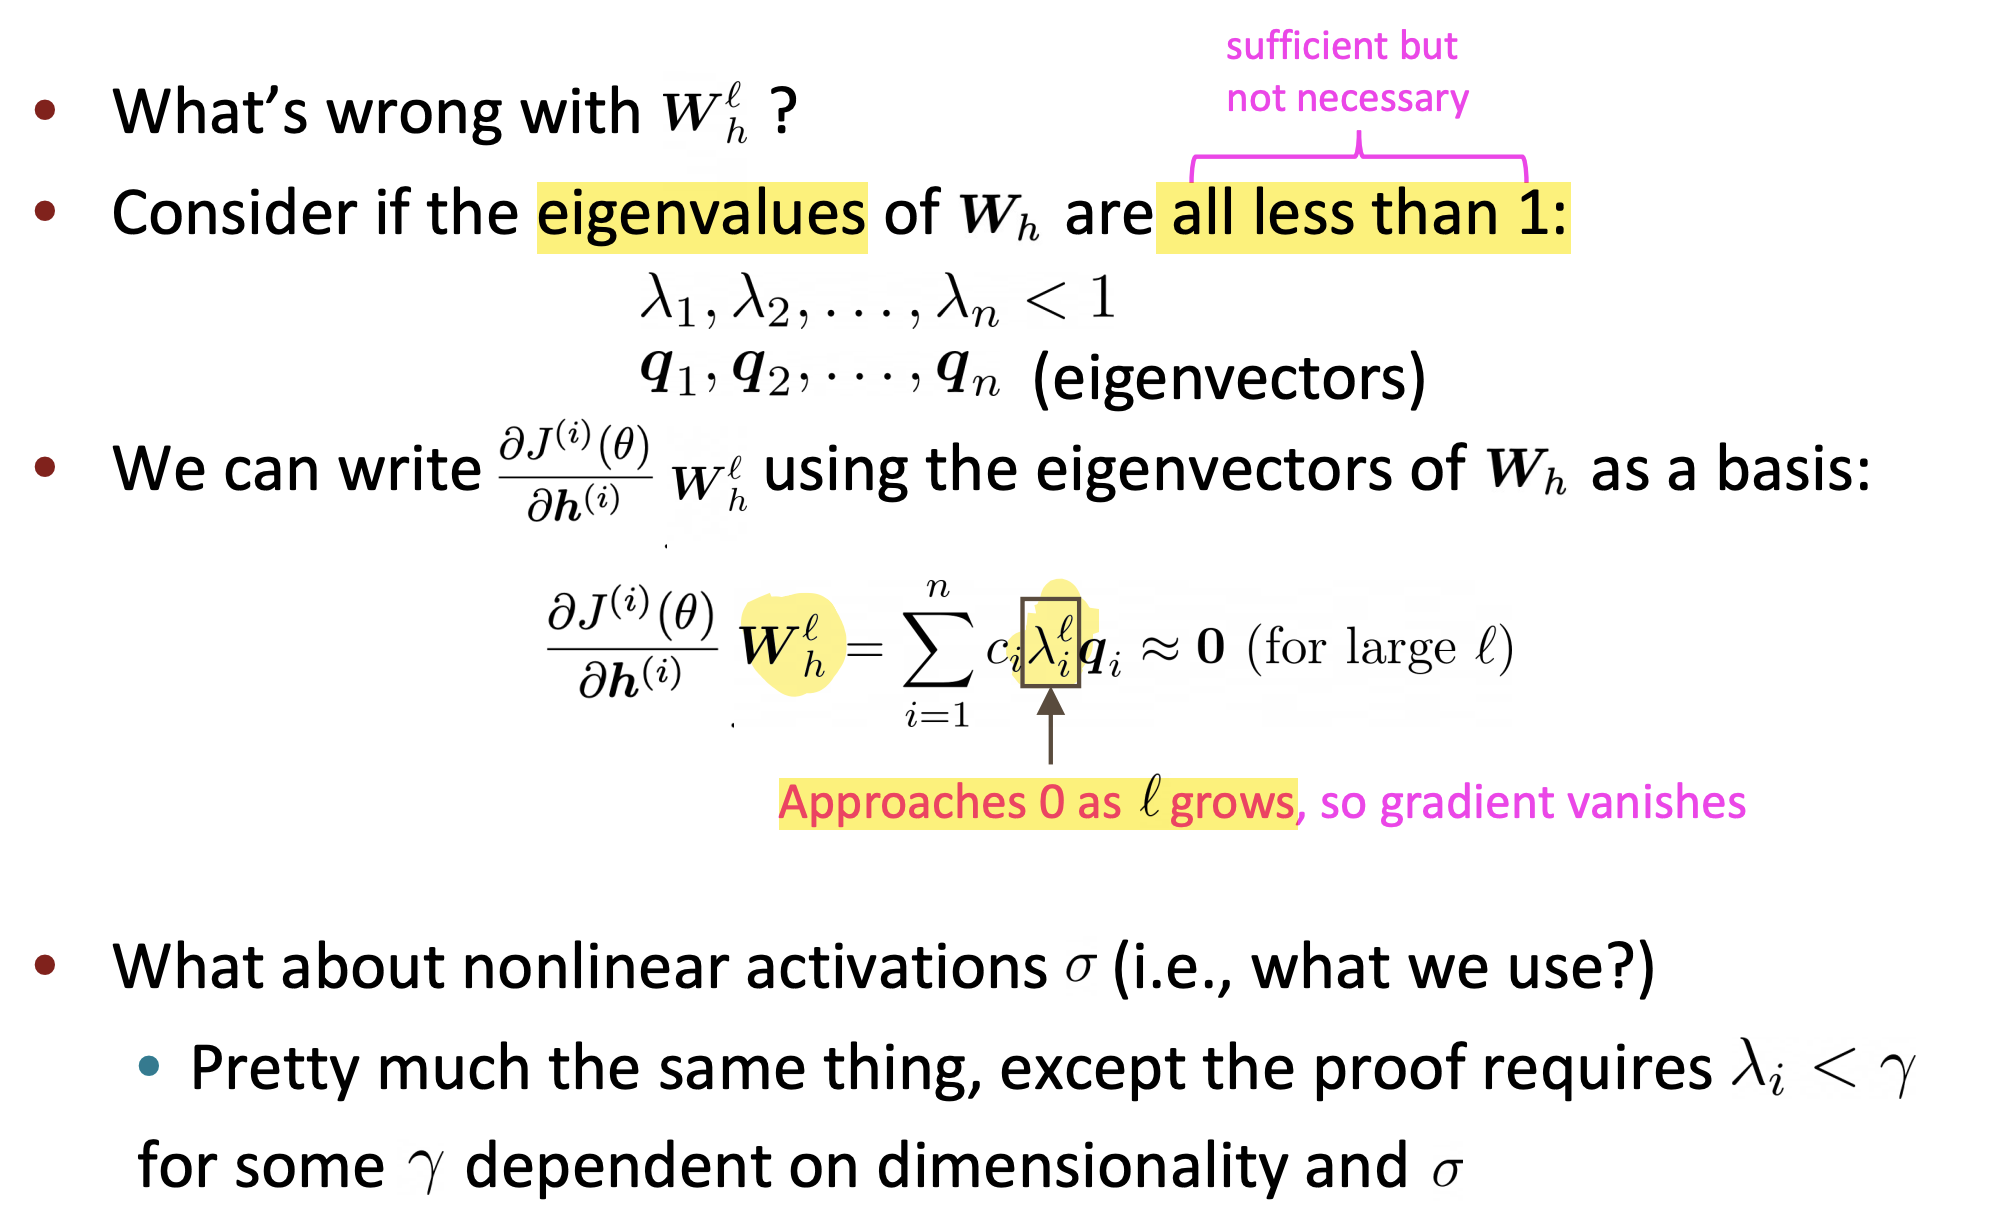 sufficient but
not necessary
• What's wrong with $W_h^\ell$ ?
• Consider if the eigenvalues of $W_h$ are all less than 1:
$\lambda_1, \lambda_2, \ldots, \lambda_n < 1$
$q_1, q_2, \ldots, q_n$ (eigenvectors)
• We can write $\frac{\partial J^{(i)}(\theta)}{\partial h^{(i)}} W_h^\ell$ using the eigenvectors of $W_h$ as a basis:
$\frac{\partial J^{(i)}(\theta)}{\partial h^{(i)}} W_h^\ell = \sum_{i=1}^{n} c_i \lambda_i^\ell q_i \approx \mathbf{0}$ (for large $\ell$)
Approaches 0 as $\ell$ grows, so gradient vanishes
• What about nonlinear activations $\sigma$ (i.e., what we use?)
• Pretty much the same thing, except the proof requires $\lambda_i < \gamma$
for some $\gamma$ dependent on dimensionality and $\sigma$